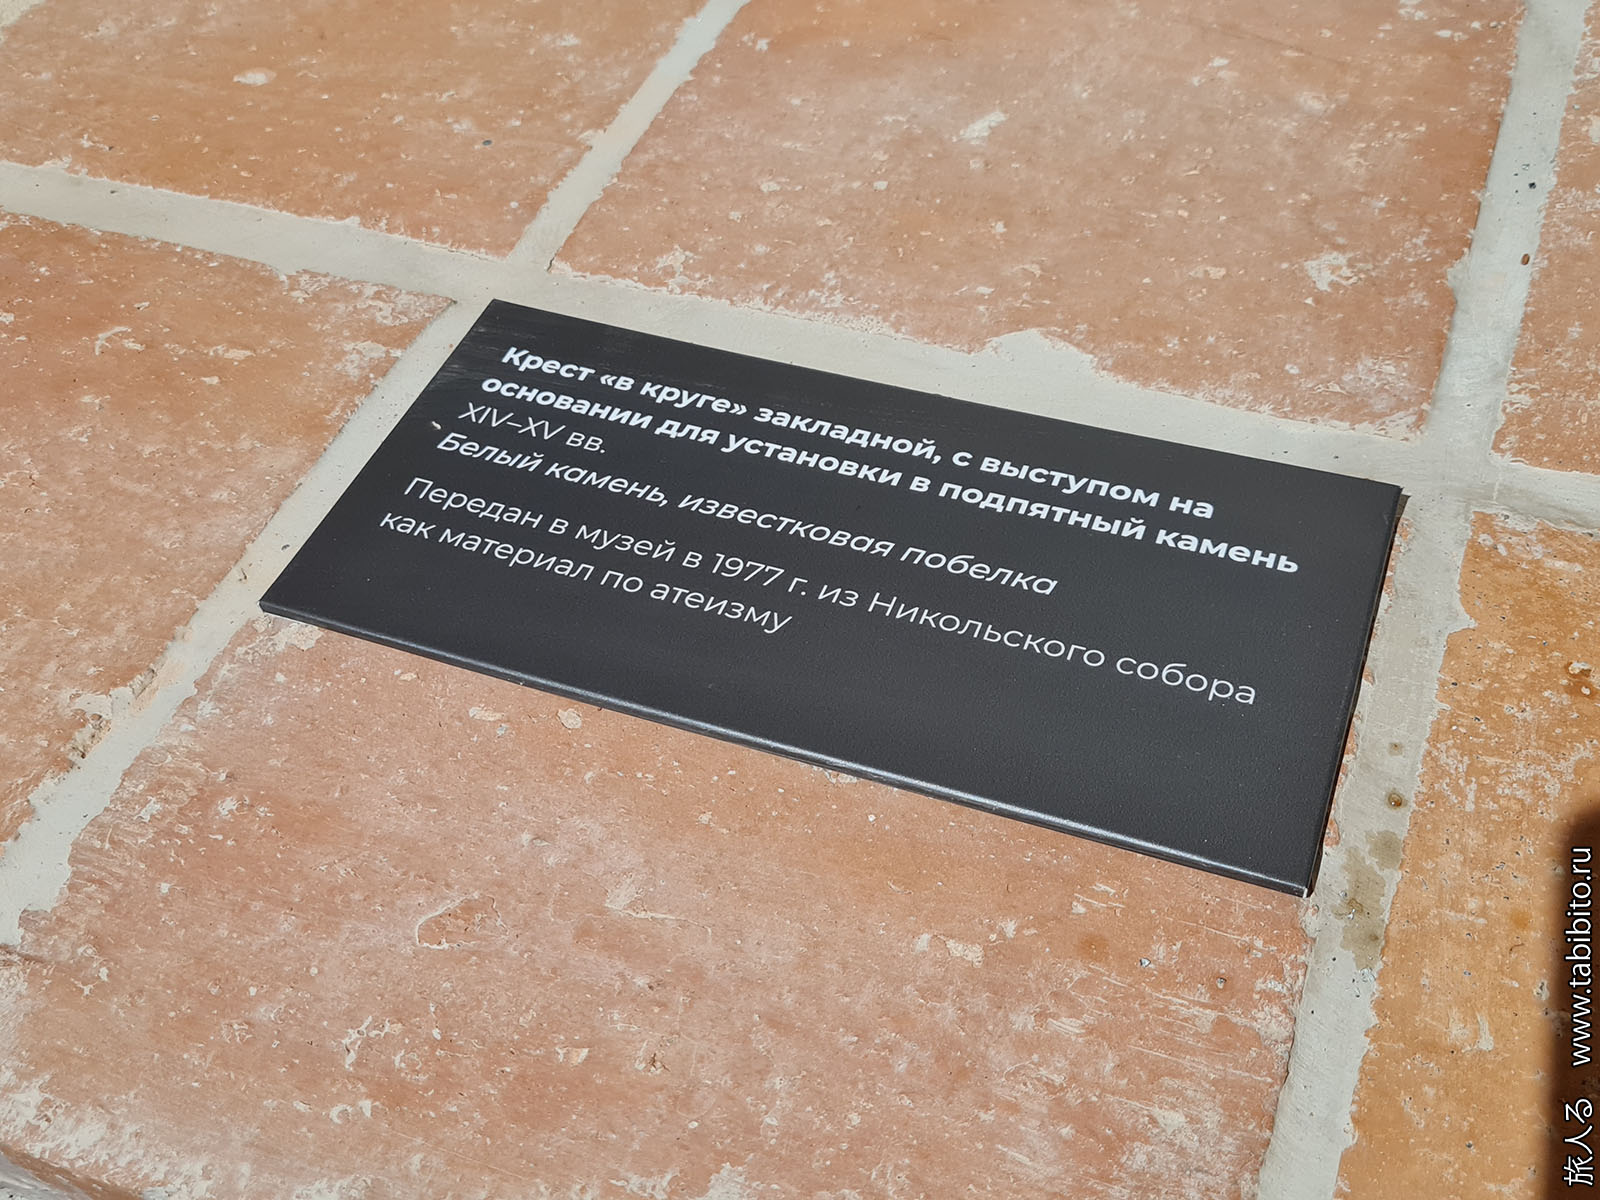 Крест «в круге» закладной, с выступом на
основании для установки в подпятный камень
XIV–XV вв.
Белый камень, известковая побелка
Передан в музей в 1977 г. из Никольского собора
как материал по атеизму
旅人る www.tabibito.ru